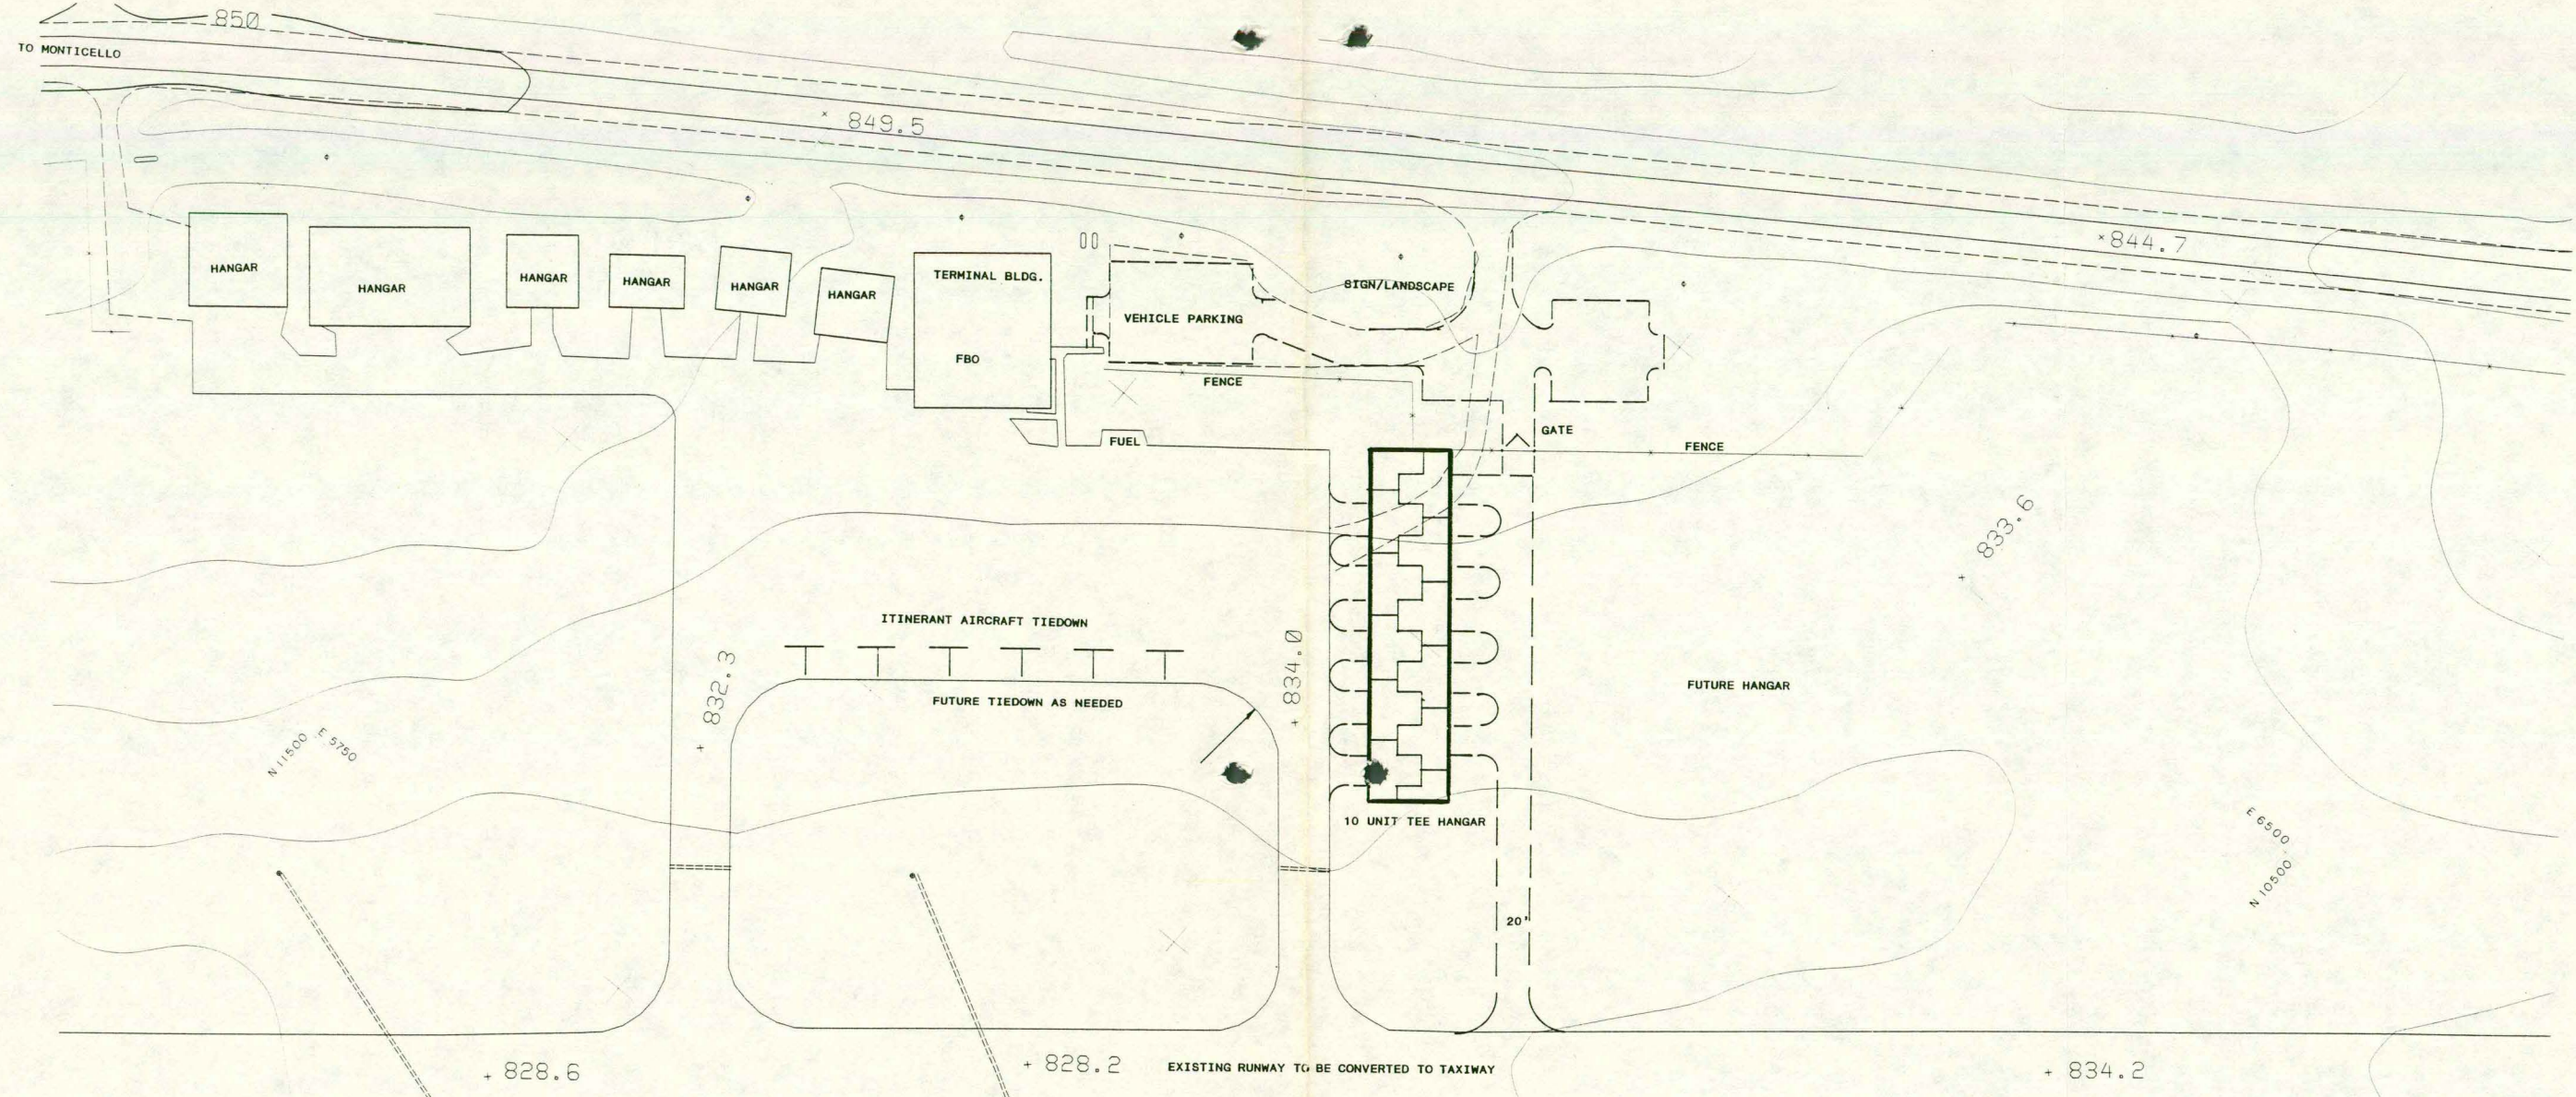 850
TO MONTICELLO
849.5
844.7
HANGAR
HANGAR
HANGAR
HANGAR
HANGAR
HANGAR
TERMINAL BLDG.
FBO
VEHICLE PARKING
SIGN/LANDSCAPE
FENCE
FUEL
GATE
FENCE
833.6
ITINERANT AIRCRAFT TIEDOWN
832.3
834.0
FUTURE TIEDOWN AS NEEDED
FUTURE HANGAR
N 11500 E 5750
10 UNIT TEE HANGAR
E 6500
N 10500
20'
828.6
828.2
EXISTING RUNWAY TO BE CONVERTED TO TAXIWAY
834.2